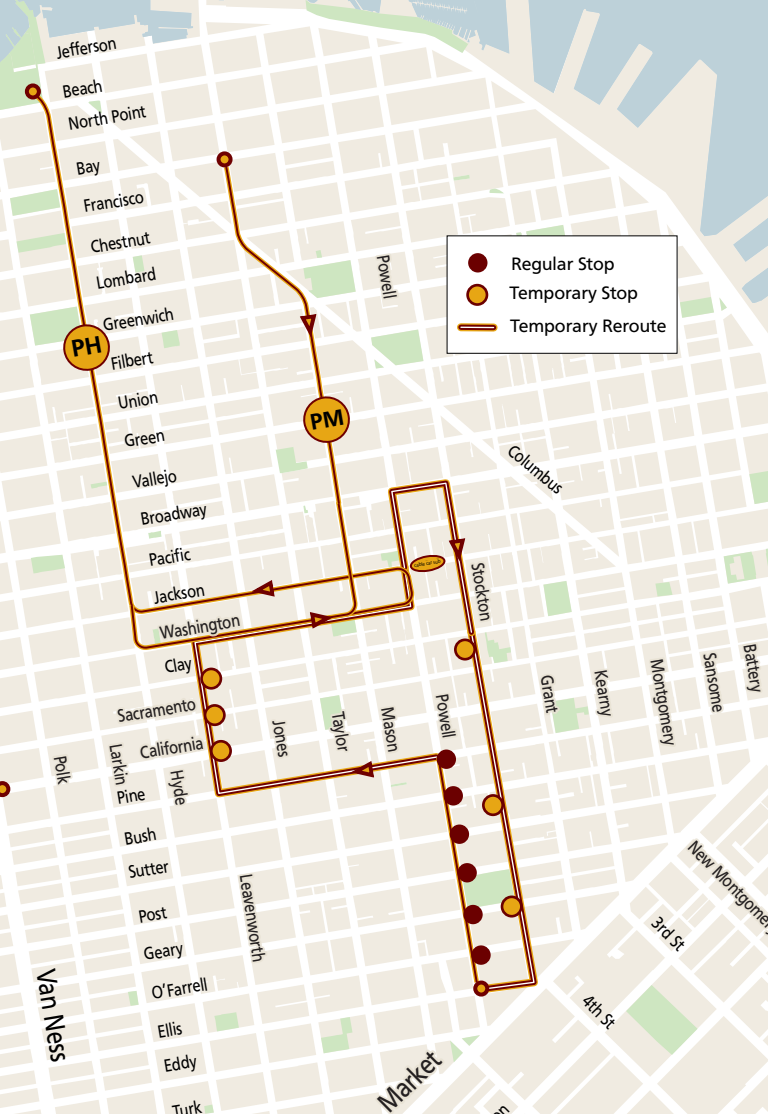 Jefferson
Beach
North Point
Bay
Francisco
Chestnut
Lombard
Greenwich
Filbert
Union
Green
Vallejo
Broadway
Pacific
Jackson
Washington
Clay
Sacramento
California
Pine
Bush
Sutter
Post
Geary
O'Farrell
Ellis
Eddy
Turk
PH
PM
Powell
Regular Stop
Temporary Stop
Temporary Reroute
Columbus
Stockton
Polk
Larkin
Hyde
Jones
Taylor
Mason
Powell
Grant
Kearny
Montgomery
Sansome
Battery
Leavenworth
Van Ness
Market
New Montgomery
3rd St
4th St